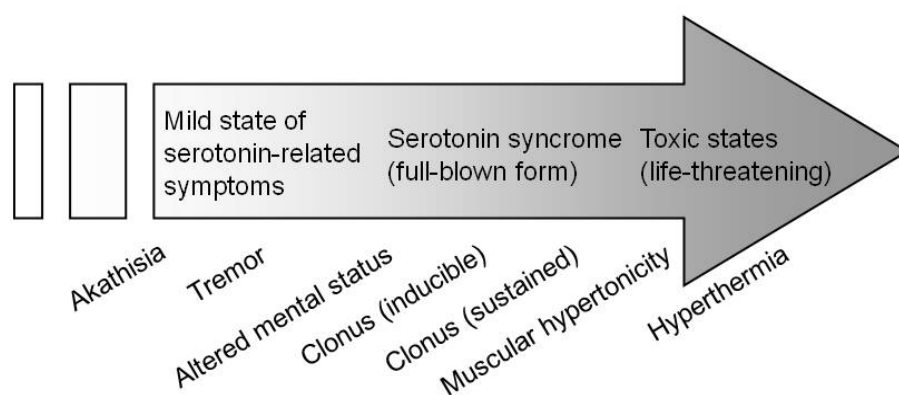 Mild state of
serotonin-related
symptoms
Serotonin syncrome
(full-blown form)
Toxic states
(life-threatening)
Akathisia
Tremor
Altered mental status
Clonus (inducible)
Clonus (sustained)
Muscular hypertonicity
Hyperthermia